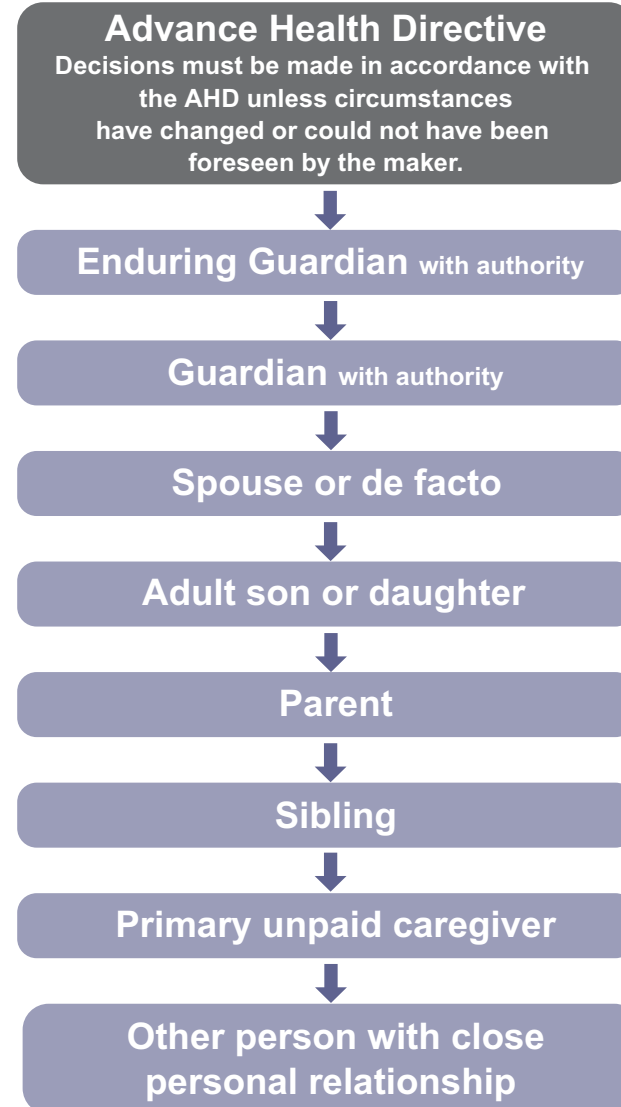 Advance Health Directive
Decisions must be made in accordance with
the AHD unless circumstances
have changed or could not have been
foreseen by the maker.
Enduring Guardian with authority
Guardian with authority
Spouse or de facto
Adult son or daughter
Parent
Sibling
Primary unpaid caregiver
Other person with close
personal relationship